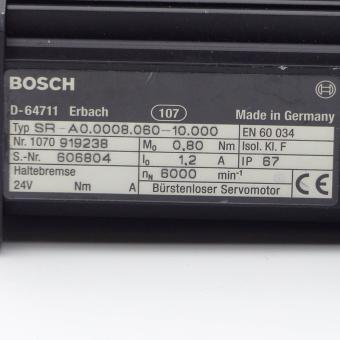 BOSCH
D-64711 Erbach 107 Made in Germany
Typ SR-A0.0008.060-10.000 EN 60 034
Nr. 1070 919238 M₀ 0,80 Nm Isol. Kl. F
S.-Nr. 606804 I₀ 1,2 A IP 67
Haltebremse nN 6000 min⁻¹ CE
24V Nm A Bürstenloser Servomotor